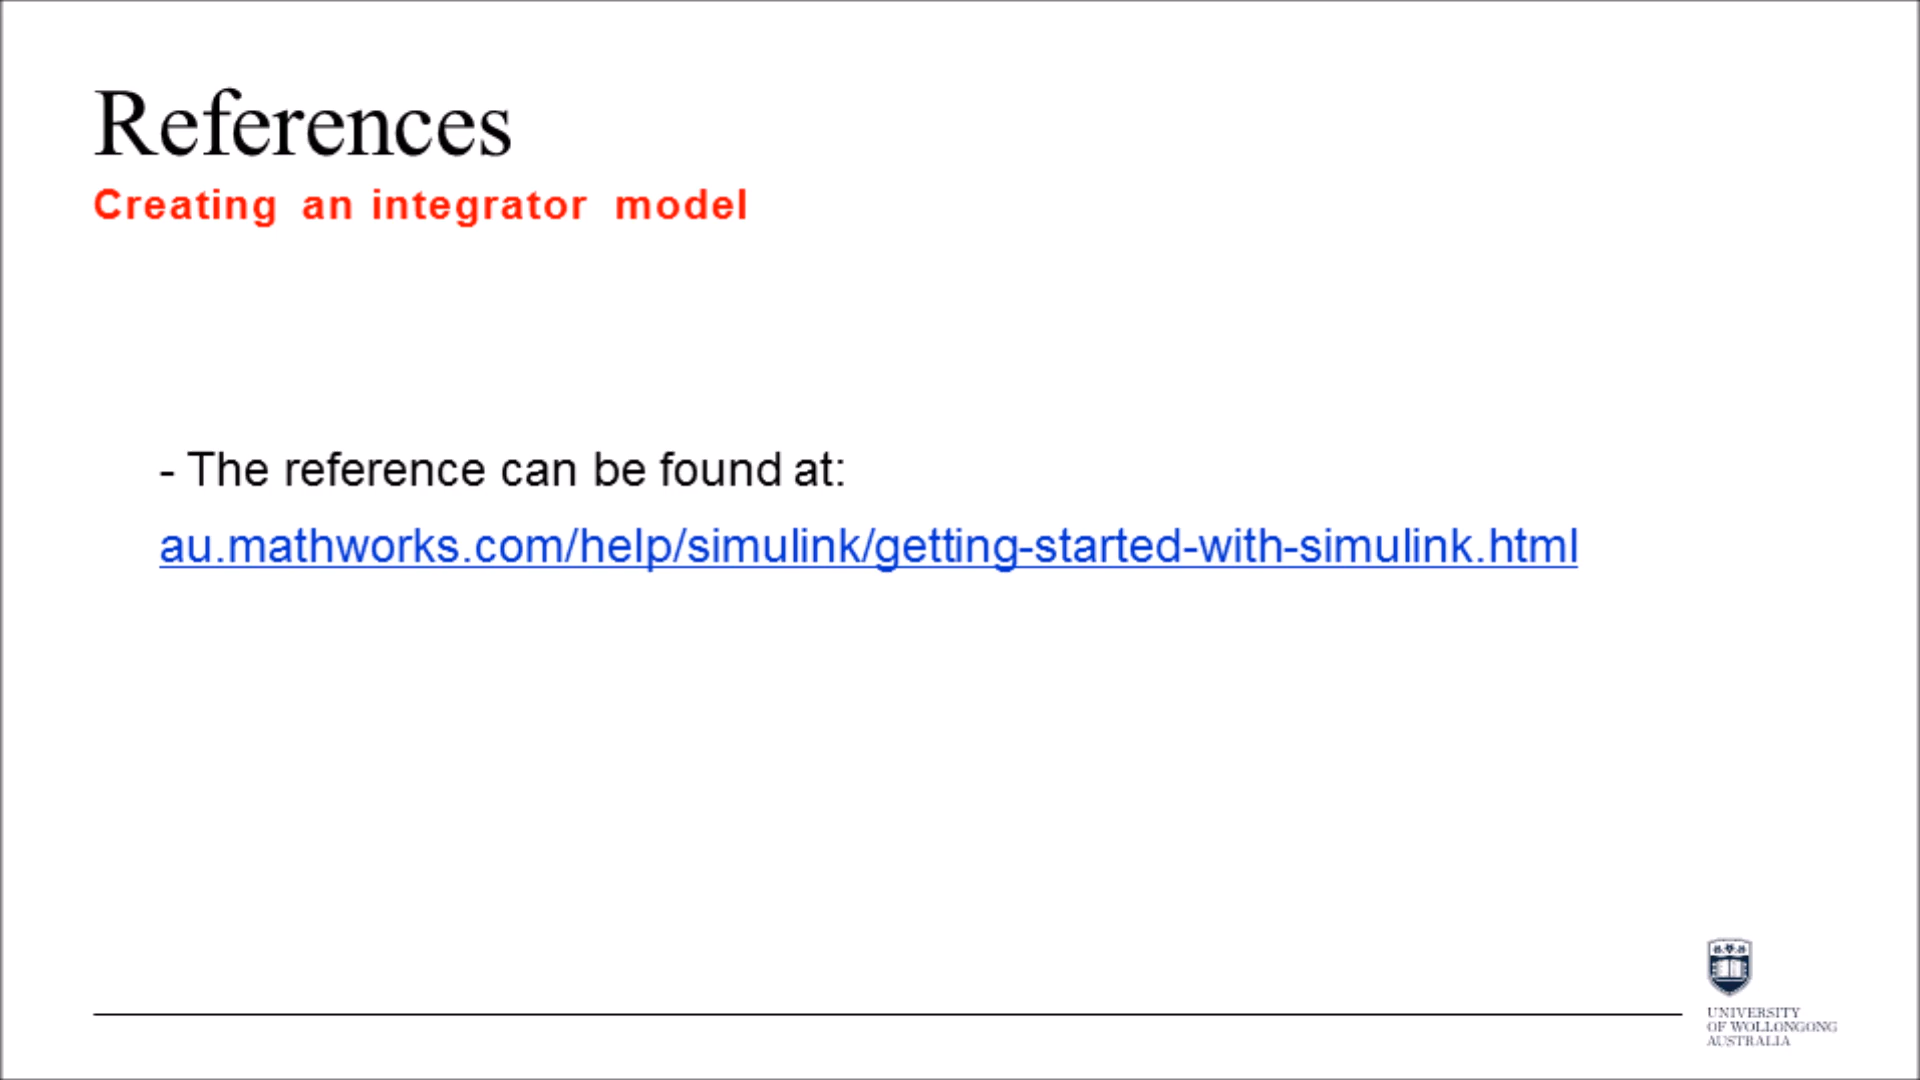 References
Creating an integrator model
- The reference can be found at:
au.mathworks.com/help/simulink/getting-started-with-simulink.html
UNIVERSITY
OF WOLLONGONG
AUSTRALIA